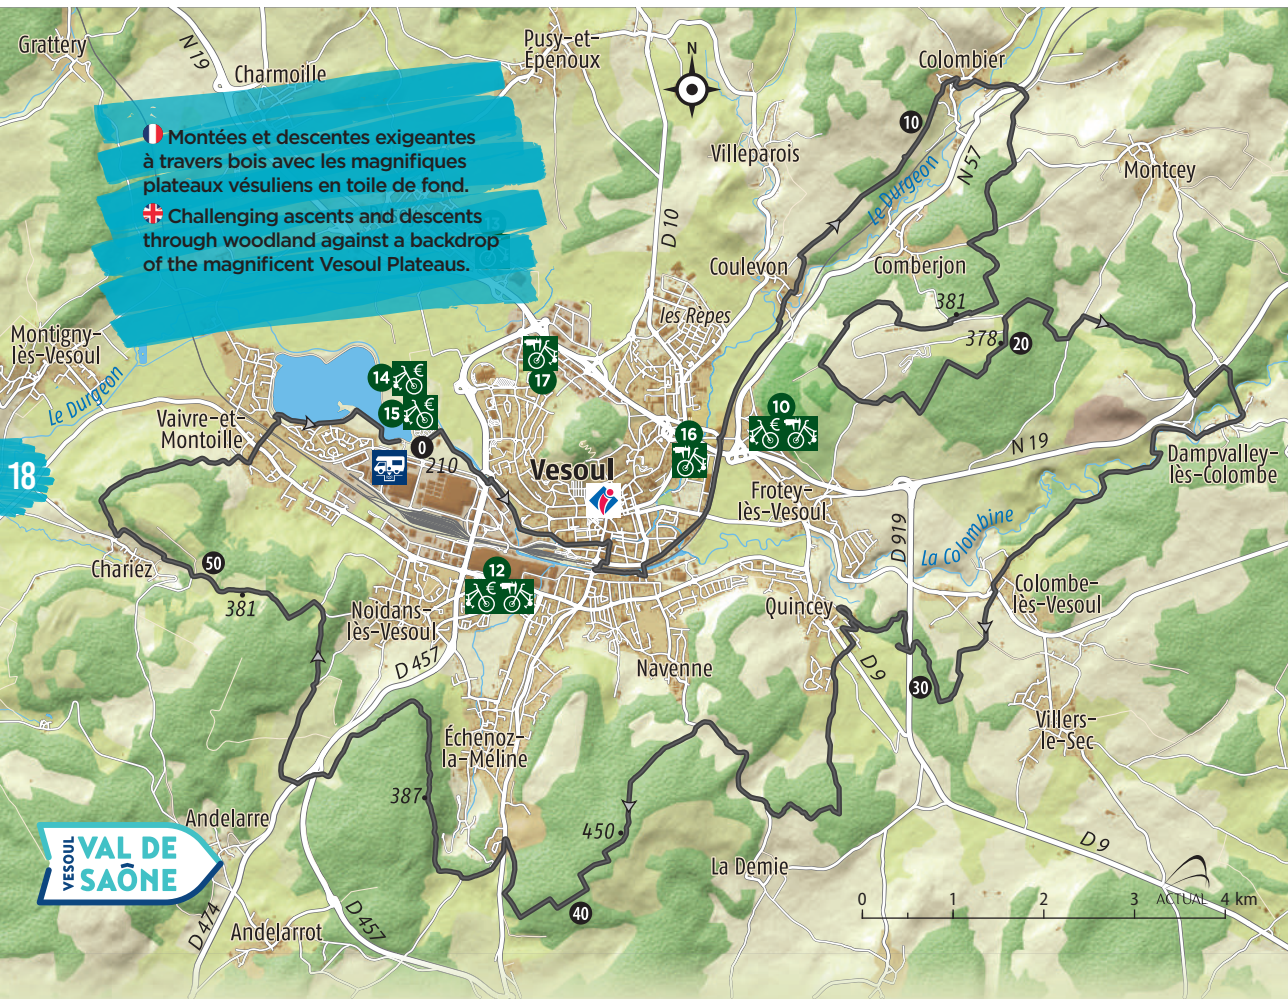 Grattery
N 19
Charmoille
Pusy-et-
Épenoux
N
Colombier
10
Villeparois
Le Durgeon
N 57
Montcey
Montées et descentes exigeantes
à travers bois avec les magnifiques
plateaux vésuliens en toile de fond.
Challenging ascents and descents
through woodland against a backdrop
of the magnificent Vesoul Plateaus.
D 10
Coulevon
Comberjon
les Rêpes
381
378
20
Montigny-
lès-Vesoul
Le Durgeon
14
€
15
€
17
Vaivre-et-
Montoille
0
210
16
10
€
Vesoul
N 19
Dampvalley-
lès-Colombe
18
Frotey-
lès-Vesoul
D 919
La Colombine
Chariez
50
381
12
€
Noidans-
lès-Vesoul
Quincey
Colombe-
lès-Vesoul
D 457
Navenne
D 9
30
Villers-
le-Sec
Échenoz-
la-Méline
387
450
Andelarre
La Demie
D 9
VESOUL
VAL DE
SAÔNE
40
D 474
Andelarrot
D 457
0 1 2 3 4 km
ACTUAL